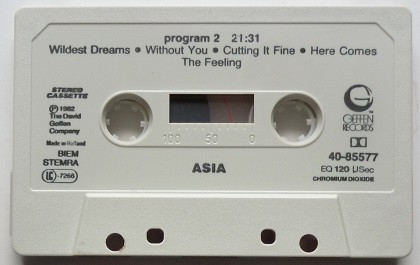 program 2 21:31
Wildest Dreams • Without You • Cutting It Fine • Here Comes
The Feeling
STEREO
CASSETTE
Ⓟ 1982
The David
Geffen
Company
Made in Holland
BIEM
STEMRA
LC -7266
100 50 0
ASIA
GEFFEN
RECORDS
40-85577
EQ 120 µSec
CHROMIUM DIOXIDE